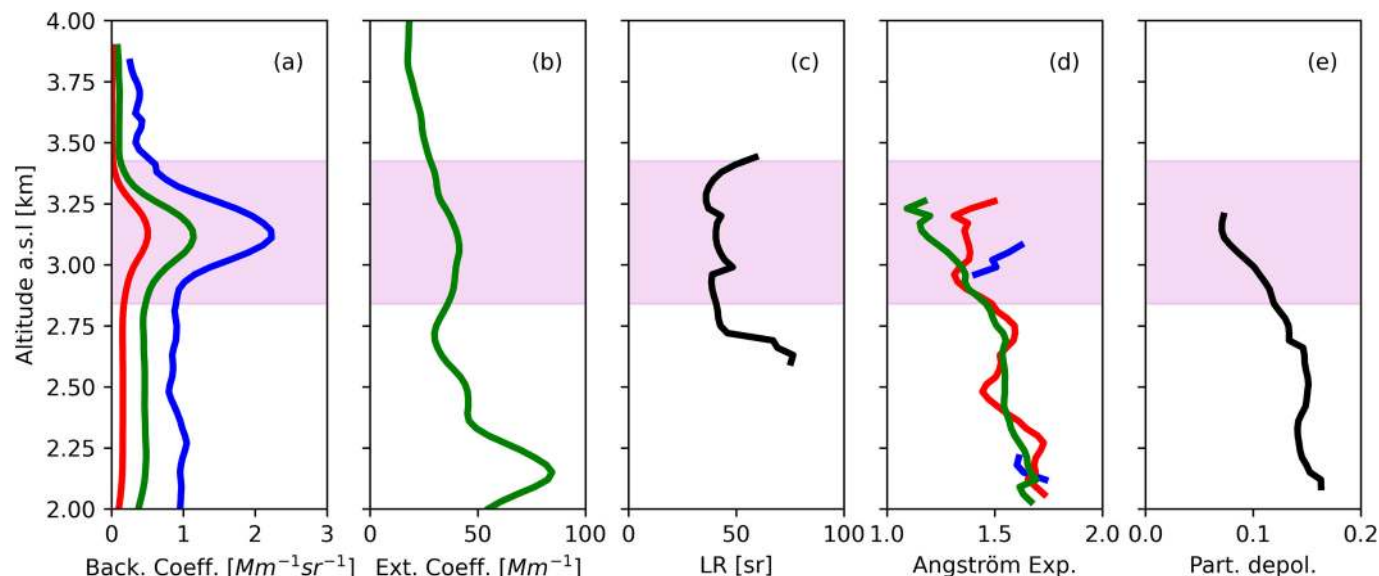 (a) (b) (c) (d) (e)
4.00
3.75
3.50
3.25
3.00
2.75
2.50
2.25
2.00
Altitude a.s.l [km]
0 1 2 3 0 50 100 0 50 100 1.0 1.5 2.0 0.0 0.1 0.2
Back. Coeff. [Mm⁻¹sr⁻¹] Ext. Coeff. [Mm⁻¹] LR [sr] Angström Exp. Part. depol.